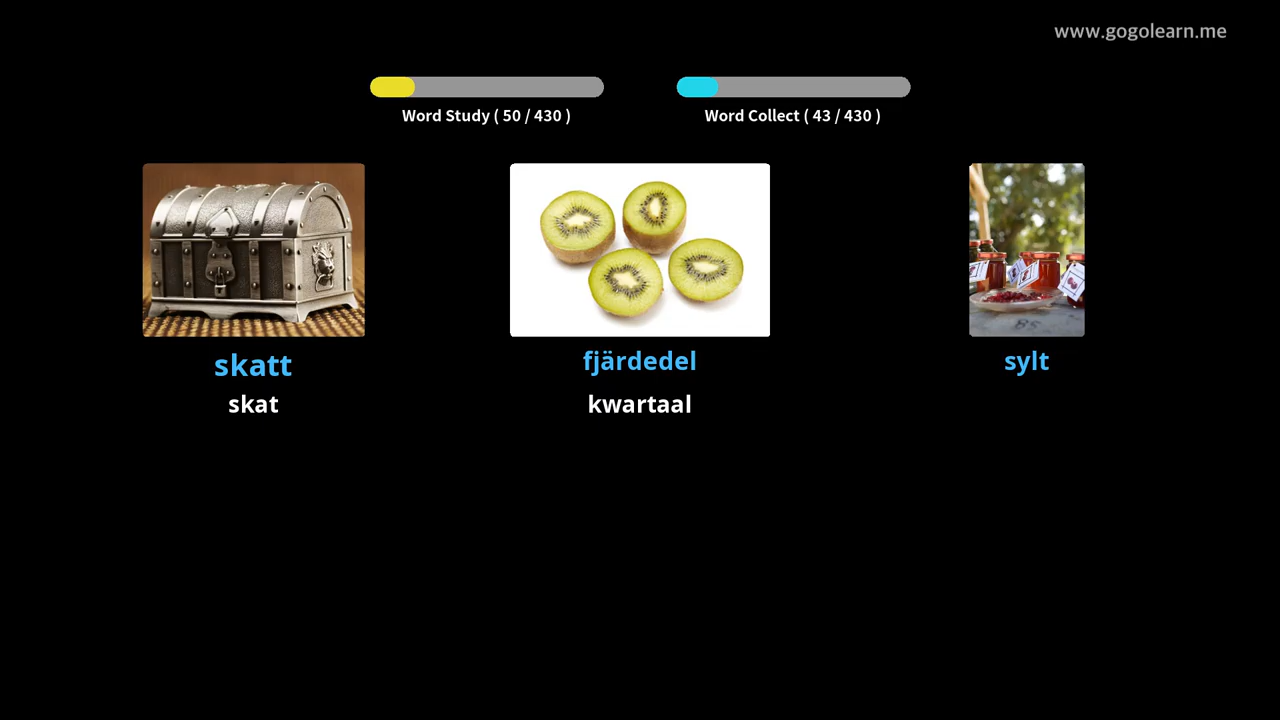 www.gogolearn.me
Word Study ( 50 / 430 )
Word Collect ( 43 / 430 )
skatt
fjärdedel
sylt
skat
kwartaal